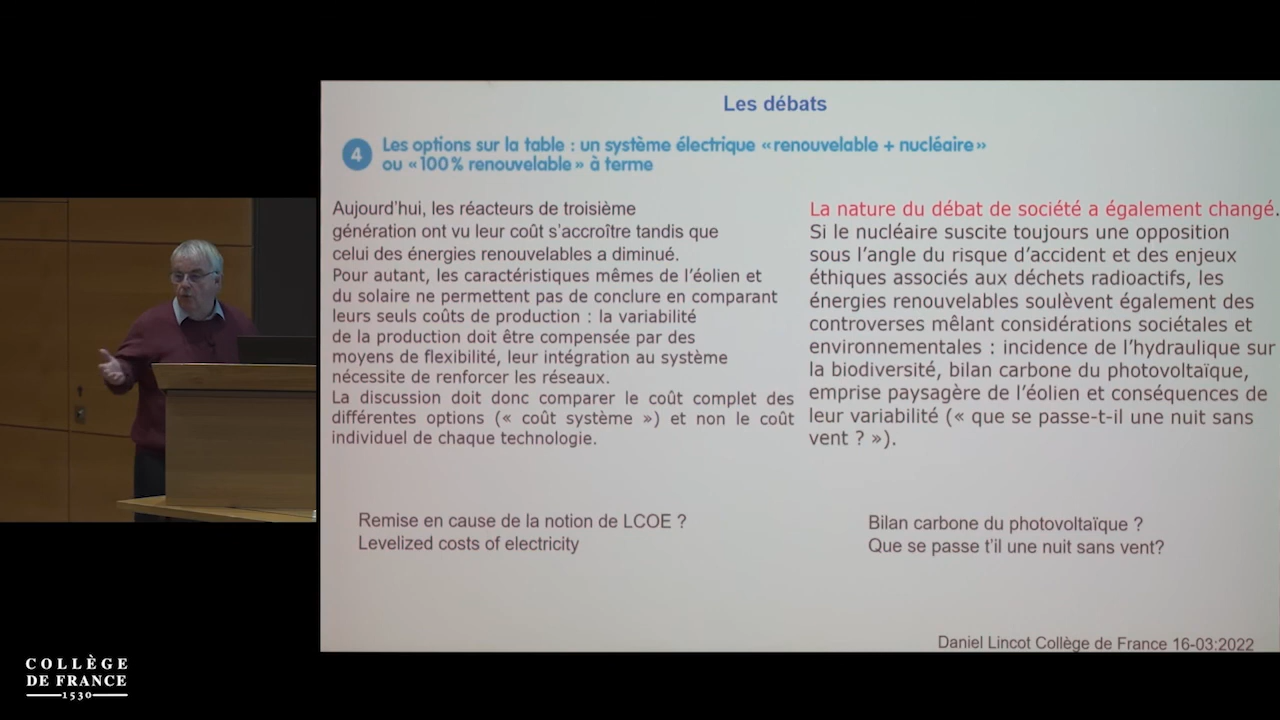 Les débats
4
Les options sur la table : un système électrique «renouvelable + nucléaire»
ou «100% renouvelable» à terme
Aujourd'hui, les réacteurs de troisième
génération ont vu leur coût s'accroître tandis que
celui des énergies renouvelables a diminué.
Pour autant, les caractéristiques mêmes de l'éolien et
du solaire ne permettent pas de conclure en comparant
leurs seuls coûts de production : la variabilité
de la production doit être compensée par des
moyens de flexibilité, leur intégration au système
nécessite de renforcer les réseaux.
La discussion doit donc comparer le coût complet des
différentes options (« coût système ») et non le coût
individuel de chaque technologie.
La nature du débat de société a également changé.
Si le nucléaire suscite toujours une opposition
sous l'angle du risque d'accident et des enjeux
éthiques associés aux déchets radioactifs, les
énergies renouvelables soulèvent également des
controverses mêlant considérations sociétales et
environnementales : incidence de l'hydraulique sur
la biodiversité, bilan carbone du photovoltaïque,
emprise paysagère de l'éolien et conséquences de
leur variabilité (« que se passe-t-il une nuit sans
vent ? »).
Remise en cause de la notion de LCOE ?
Levelized costs of electricity
Bilan carbone du photovoltaïque ?
Que se passe t'il une nuit sans vent?
Daniel Lincot Collège de France 16-03:2022
COLLÈGE
DE FRANCE
1530